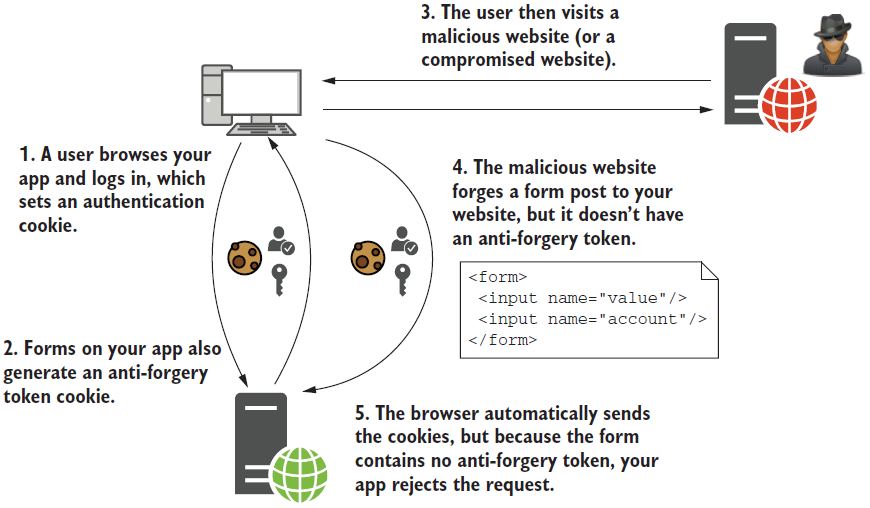 3. The user then visits a
malicious website (or a
compromised website).
1. A user browses your
app and logs in, which
sets an authentication
cookie.
4. The malicious website
forges a form post to your
website, but it doesn’t have
an anti-forgery token.
<form>
<input name="value"/>
<input name="account"/>
</form>
2. Forms on your app also
generate an anti-forgery
token cookie.
5. The browser automatically sends
the cookies, but because the form
contains no anti-forgery token, your
app rejects the request.